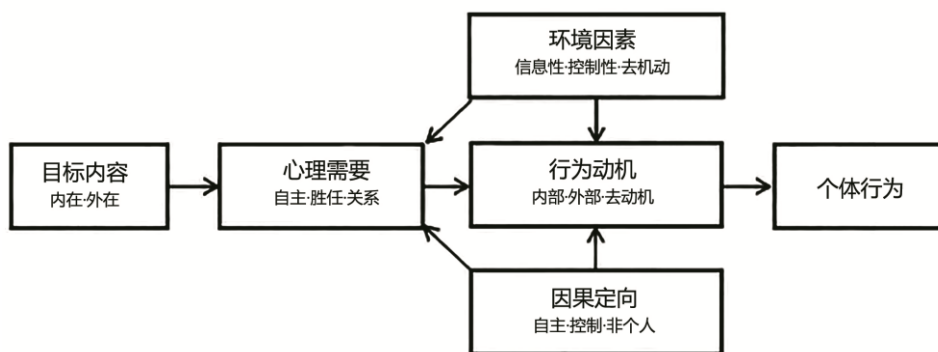 环境因素
信息性·控制性·去机动
目标内容
内在·外在
心理需要
自主·胜任·关系
行为动机
内部·外部·去动机
个体行为
因果定向
自主·控制·非个人